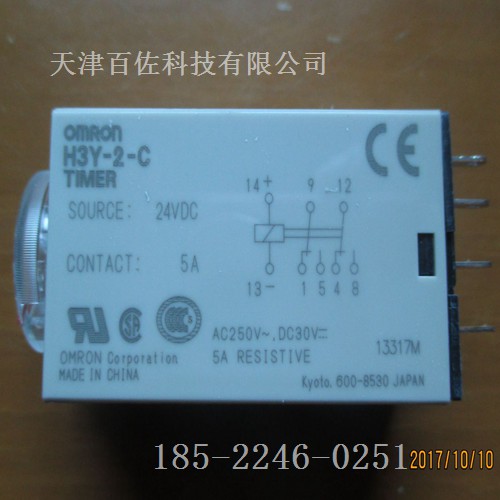 天津百佐科技有限公司
OMRON
H3Y-2-C
TIMER
SOURCE: 24VDC
CONTACT: 5A
14 + 9 12
13 - 1 5 4 8
CE
AC250V~, DC30V⎓
5A RESISTIVE
OMRON Corporation
MADE IN CHINA
13317M
Kyoto, 600-8530 JAPAN
185-2246-0251
2017/10/10